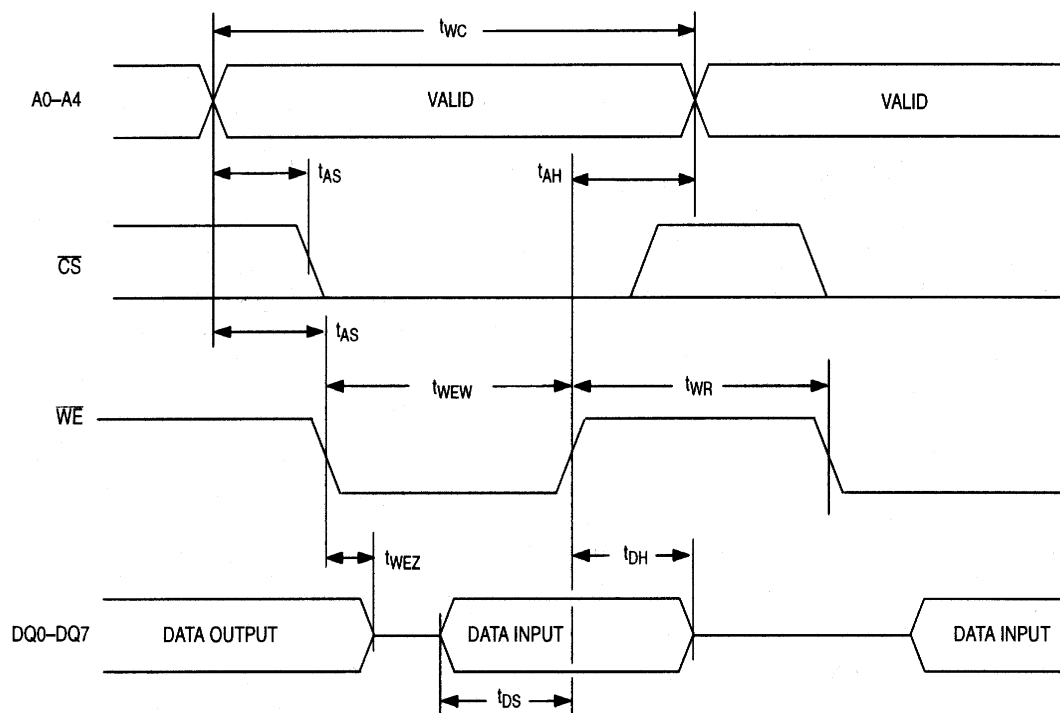 tWC
A0–A4 VALID VALID
tAS tAH
CS
tAS
tWEW tWR
WE
tWEZ tDH
DQ0–DQ7 DATA OUTPUT DATA INPUT DATA INPUT
tDS